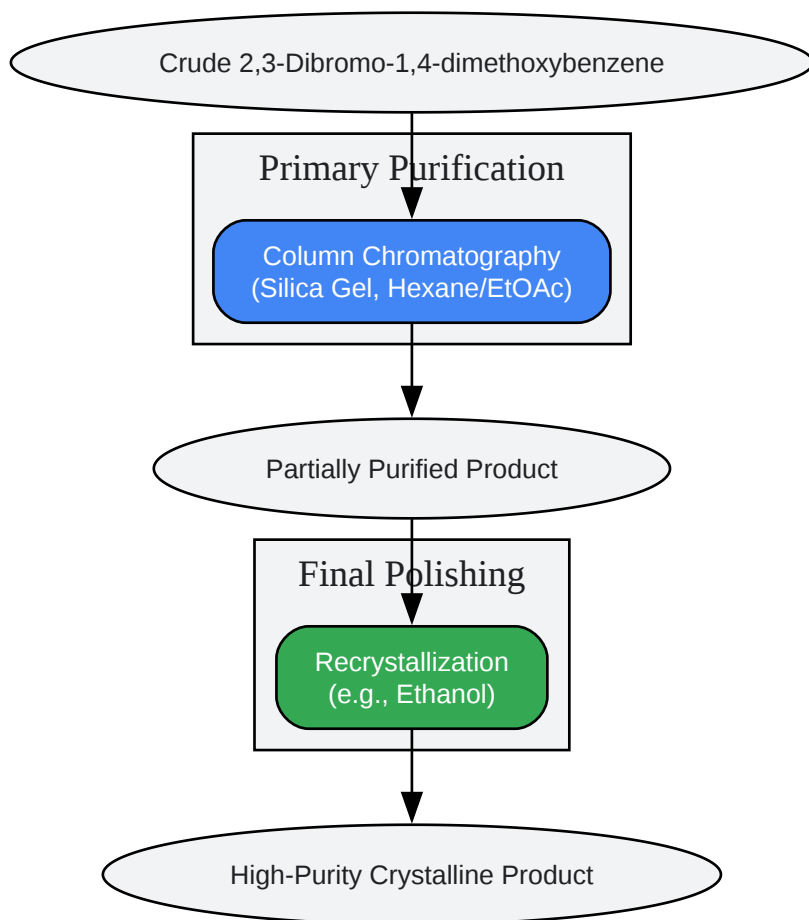 Crude 2,3-Dibromo-1,4-dimethoxybenzene
Primary Purification
Column Chromatography
(Silica Gel, Hexane/EtOAc)
Partially Purified Product
Final Polishing
Recrystallization
(e.g., Ethanol)
High-Purity Crystalline Product